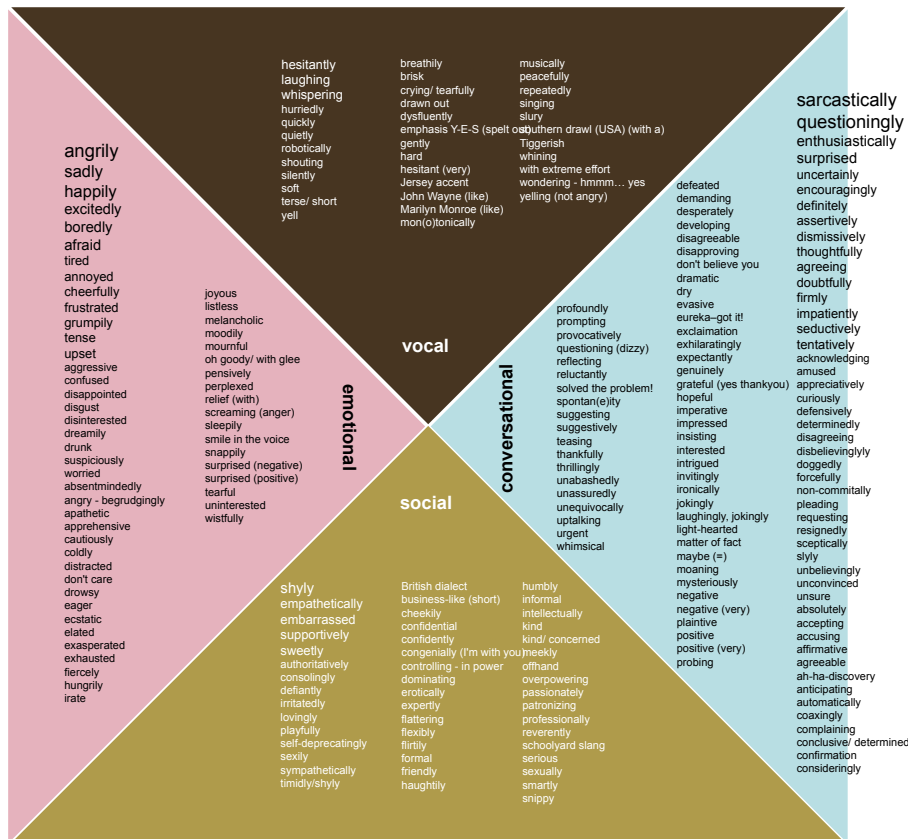 hesitantly
laughing
whispering
hurriedly
quickly
quietly
robotically
shouting
silently
soft
terse/ short
yell
breathily
brisk
crying/ tearfully
drawn out
dysfluently
emphasis Y-E-S (spelt out)
gently
hard
hesitant (very)
Jersey accent
John Wayne (like)
Marilyn Monroe (like)
mon(o)tonically
musically
peacefully
repeatedly
singing
slury
southern drawl (USA) (with a)
Tiggerish
whining
with extreme effort
wondering - hmmm… yes
yelling (not angry)
vocal
angrily
sadly
happily
excitedly
boredly
afraid
tired
annoyed
cheerfully
frustrated
grumpily
tense
upset
aggressive
confused
disappointed
disgust
disinterested
dreamily
drunk
suspiciously
worried
absentmindedly
angry - begrudgingly
apathetic
apprehensive
cautiously
coldly
distracted
don't care
drowsy
eager
ecstatic
elated
exasperated
exhausted
fiercely
hungrily
irate
joyous
listless
melancholic
moodily
mournful
oh goody/ with glee
pensively
perplexed
relief (with)
screaming (anger)
sleepily
smile in the voice
snappily
surprised (negative)
surprised (positive)
tearful
uninterested
wistfully
emotional
conversational
profoundly
prompting
provocatively
questioning (dizzy)
reflecting
reluctantly
solved the problem!
spontan(e)ity
suggesting
suggestively
teasing
thankfully
thrillingly
unabashedly
unassuredly
unequivocally
uptalking
urgent
whimsical
defeated
demanding
desperately
developing
disagreeable
disapproving
don't believe you
dramatic
dry
evasive
eureka–got it!
exclaimation
exhilaratingly
expectantly
genuinely
grateful (yes thankyou)
hopeful
imperative
impressed
insisting
interested
intrigued
invitingly
ironically
jokingly
laughingly, jokingly
light-hearted
matter of fact
maybe (=)
moaning
mysteriously
negative
negative (very)
plaintive
positive
positive (very)
probing
sarcastically
questioningly
enthusiastically
surprised
uncertainly
encouragingly
definitely
assertively
dismissively
thoughtfully
agreeing
doubtfully
firmly
impatiently
seductively
tentatively
acknowledging
amused
appreciatively
curiously
defensively
determinedly
disagreeing
disbelievinglyly
doggedly
forcefully
non-commitally
pleading
requesting
resignedly
sceptically
slyly
unbelievingly
unconvinced
unsure
absolutely
accepting
accusing
affirmative
agreeable
ah-ha-discovery
anticipating
automatically
coaxingly
complaining
conclusive/ determined
confirmation
consideringly
social
shyly
empathetically
embarrassed
supportively
sweetly
authoritatively
consolingly
defiantly
irritatedly
lovingly
playfully
self-deprecatingly
sexily
sympathetically
timidly/shyly
British dialect
business-like (short)
cheekily
confidential
confidently
congenially (I'm with you)
controlling - in power
dominating
erotically
expertly
flattering
flexibly
flirtily
formal
friendly
haughtily
humbly
informal
intellectually
kind
kind/ concerned
meekly
offhand
overpowering
passionately
patronizing
professionally
reverently
schoolyard slang
serious
sexually
smartly
snippy